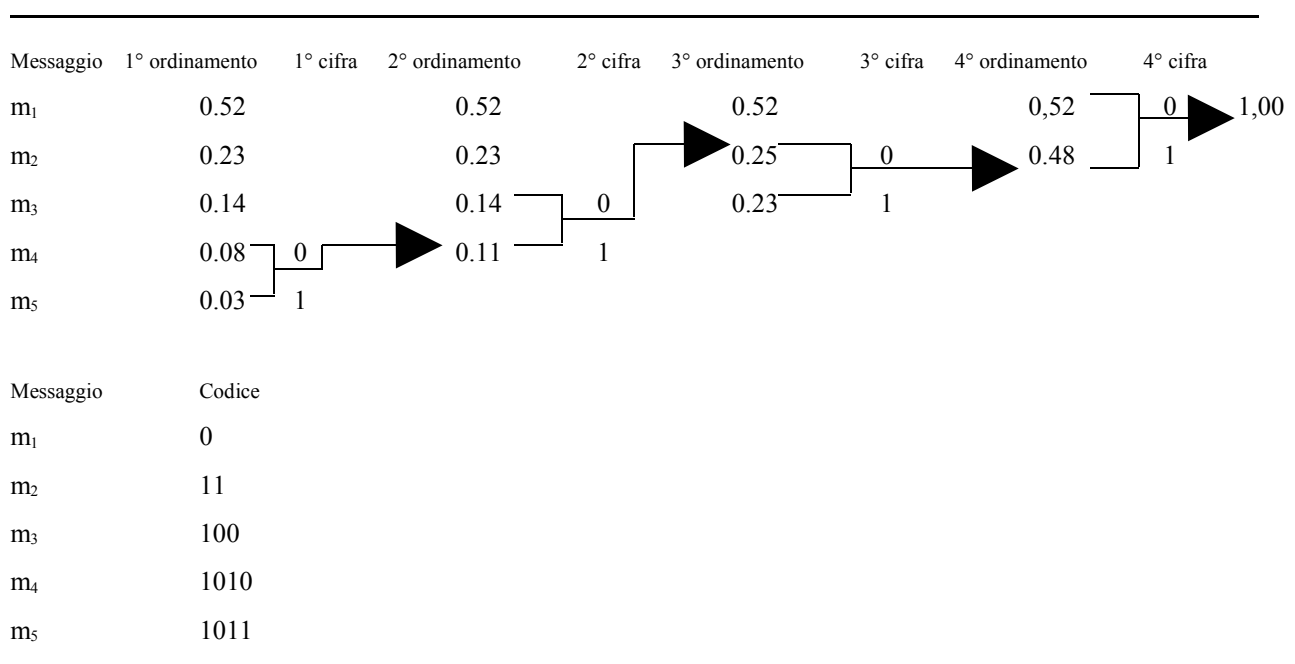 Messaggio 1° ordinamento 1° cifra 2° ordinamento 2° cifra 3° ordinamento 3° cifra 4° ordinamento 4° cifra
m₁ 0.52 0.52 0.52 0,52 0 1,00
m₂ 0.23 0.23 0.25 0 0.48 1
m₃ 0.14 0.14 0 0.23 1
m₄ 0.08 0 0.11 1
m₅ 0.03 1
Messaggio Codice
m₁ 0
m₂ 11
m₃ 100
m₄ 1010
m₅ 1011